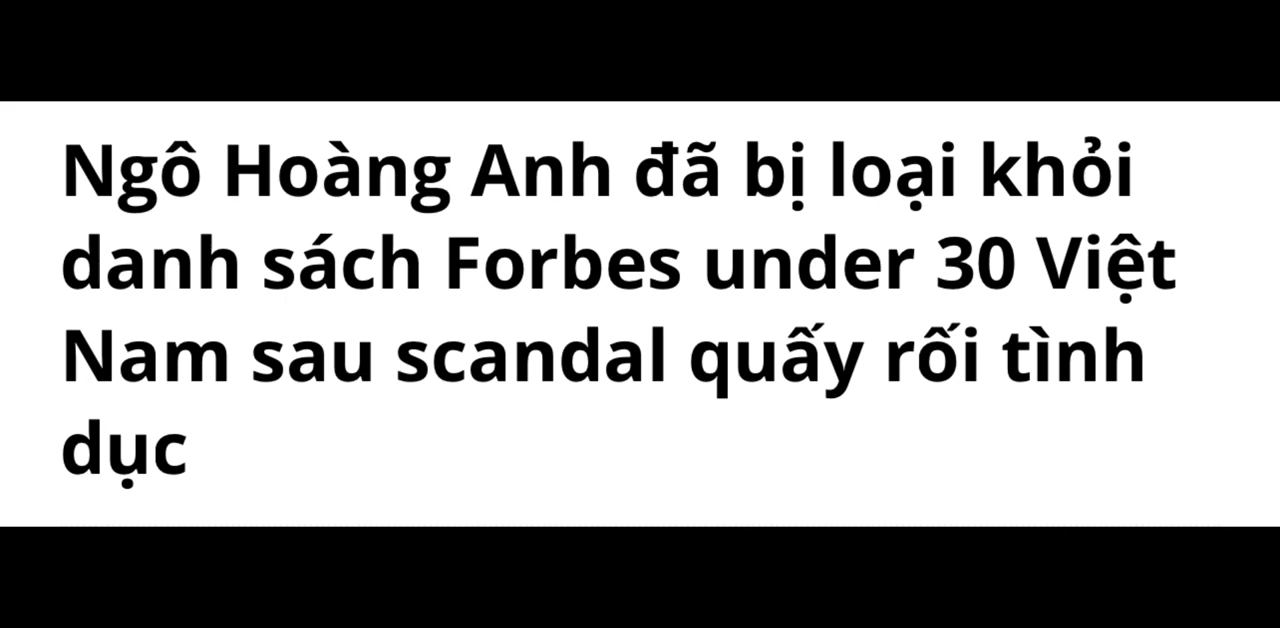 Ngô Hoàng Anh đã bị loại khỏi
danh sách Forbes under 30 Việt
Nam sau scandal quấy rối tình
dục